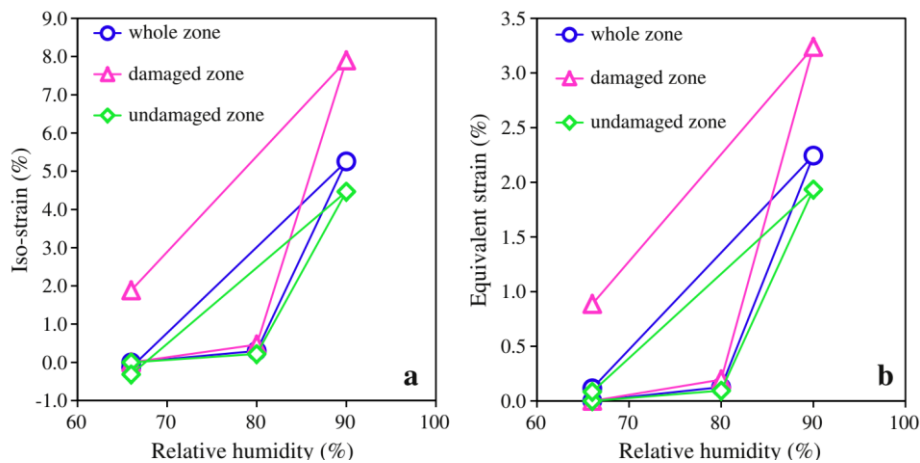 9.0
8.0
7.0
6.0
5.0
4.0
3.0
2.0
1.0
0.0
-1.0
Iso-strain (%)
whole zone
damaged zone
undamaged zone
a
60 70 80 90 100
Relative humidity (%)
3.5
3.0
2.5
2.0
1.5
1.0
0.5
0.0
Equivalent strain (%)
whole zone
damaged zone
undamaged zone
b
60 70 80 90 100
Relative humidity (%)